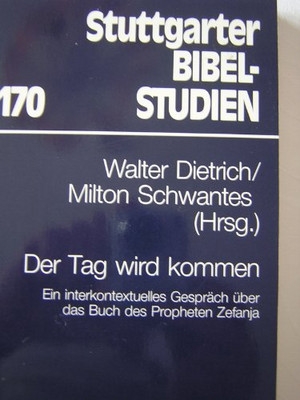 Stuttgarter
BIBEL-
170 STUDIEN
Walter Dietrich/
Milton Schwantes
(Hrsg.)
Der Tag wird kommen
Ein interkontextuelles Gespräch über
das Buch des Propheten Zefanja